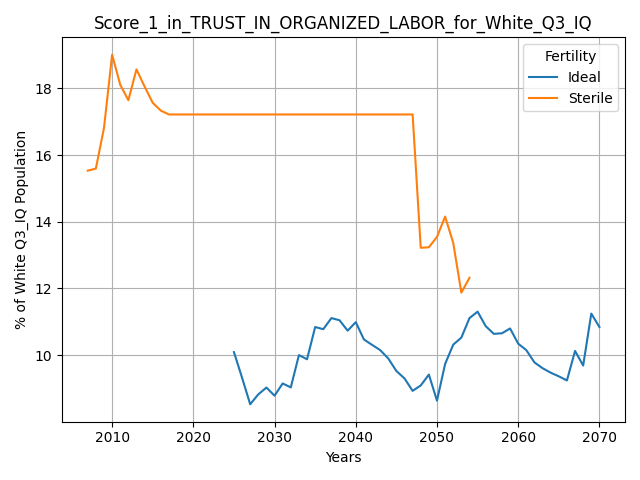 Score_1_in_TRUST_IN_ORGANIZED_LABOR_for_White_Q3_IQ
Fertility
Ideal
Sterile
% of White Q3_IQ Population
18
16
14
12
10
2010 2020 2030 2040 2050 2060 2070
Years